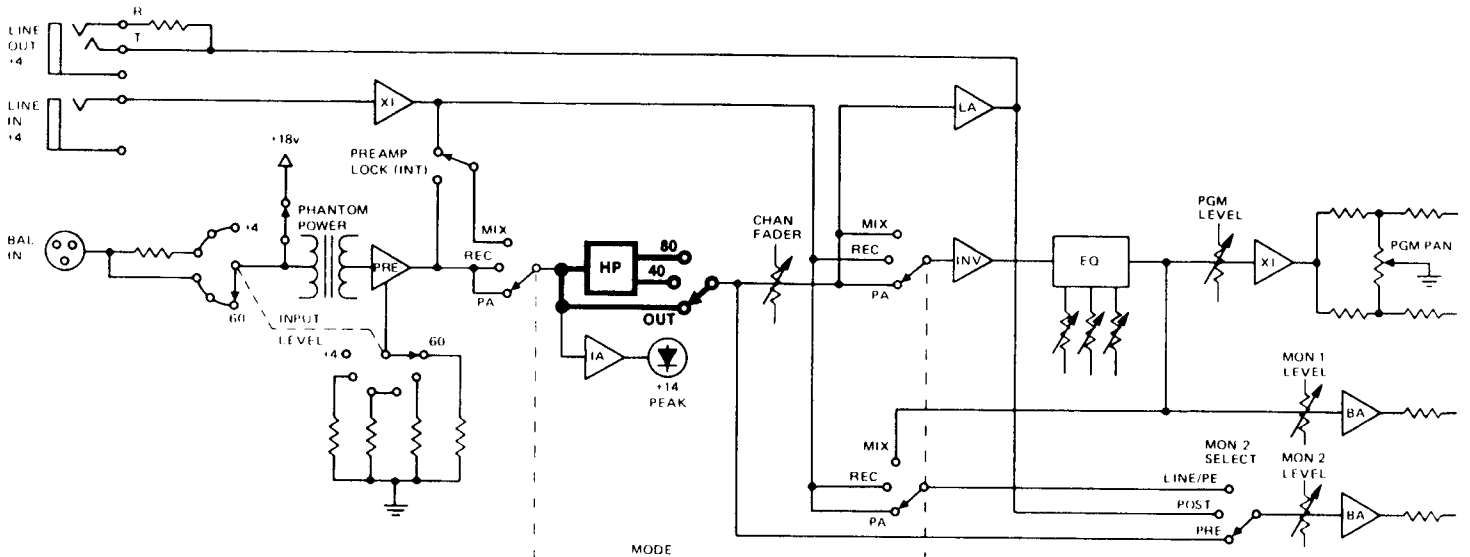 LINE
OUT
+4
R
T
LINE
IN
+4
XI
LA
+18v
PREAMP
LOCK (INT)
PHANTOM
POWER
BAL
IN
+4
60
PRE
INPUT
LEVEL
+4
60
MIX
REC
PA
HP
80
40
OUT
IA
+14
PEAK
CHAN
FADER
MIX
REC
PA
INV
EQ
PGM
LEVEL
XI
PGM PAN
MON 1
LEVEL
BA
MIX
REC
PA
MON 2
SELECT
LINE/PE
POST
PRE
MON 2
LEVEL
BA
MODE